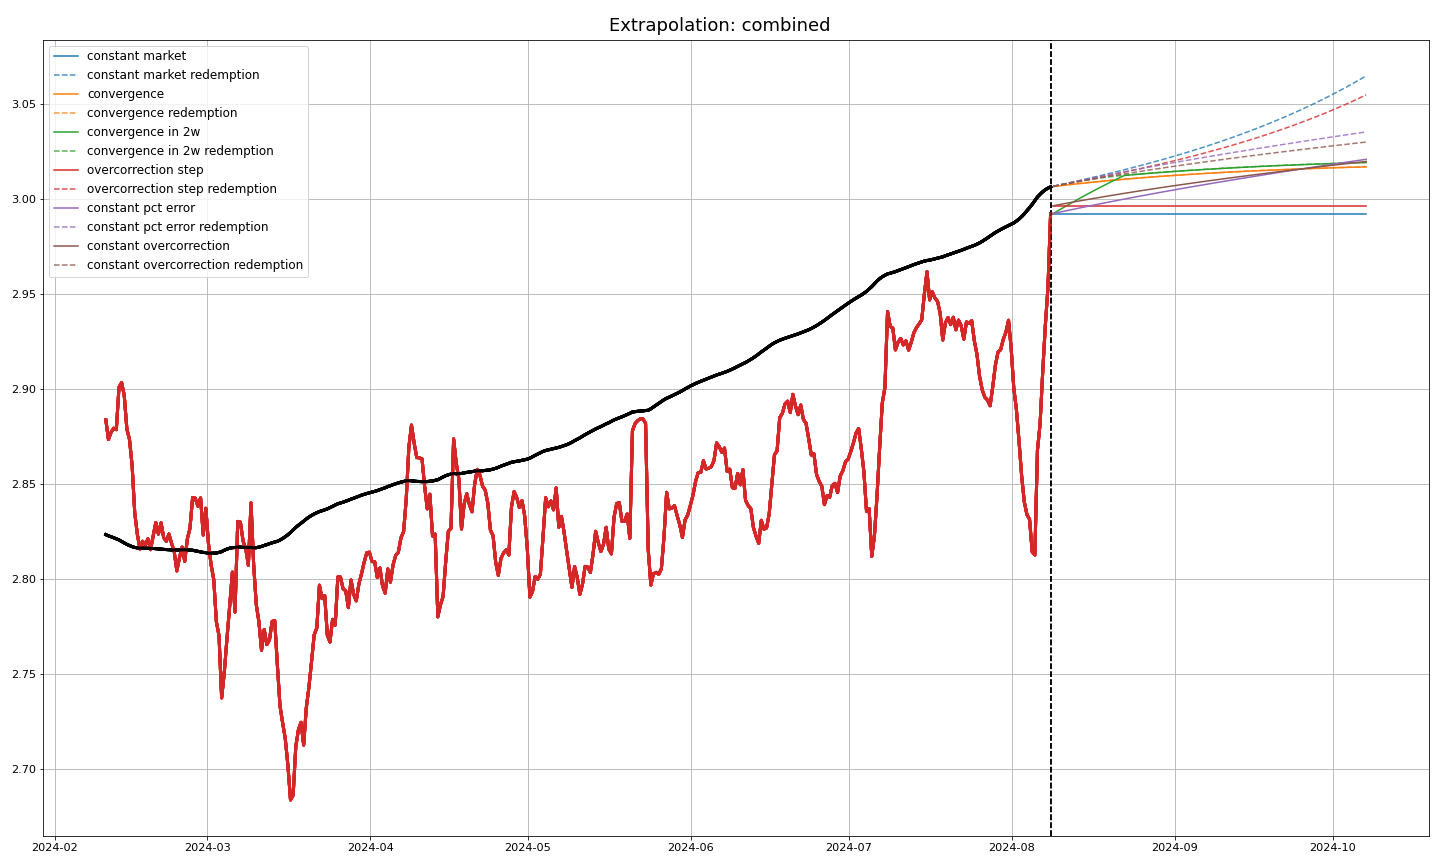 Extrapolation: combined
constant market
constant market redemption
convergence
convergence redemption
convergence in 2w
convergence in 2w redemption
overcorrection step
overcorrection step redemption
constant pct error
constant pct error redemption
constant overcorrection
constant overcorrection redemption
3.05
3.00
2.95
2.90
2.85
2.80
2.75
2.70
2024-02 2024-03 2024-04 2024-05 2024-06 2024-07 2024-08 2024-09 2024-10